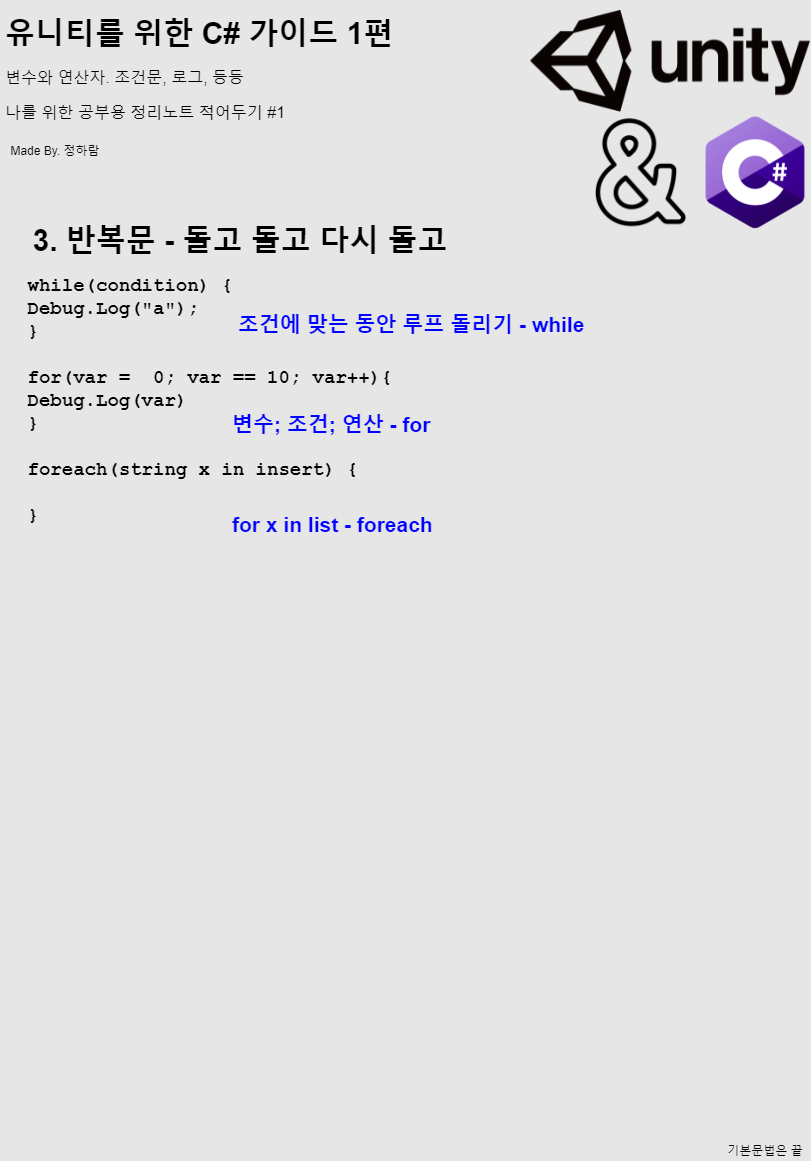 유니티를 위한 C# 가이드 1편
변수와 연산자. 조건문, 로그, 등등
나를 위한 공부용 정리노트 적어두기 #1
Made By. 정하람
unity
&
C#
3. 반복문 - 돌고 돌고 다시 돌고
while(condition) {
Debug.Log("a");
}
조건에 맞는 동안 루프 돌리기 - while
for(var =  0; var == 10; var++){
Debug.Log(var)
}
변수; 조건; 연산 - for
foreach(string x in insert) {
}
for x in list - foreach
기본문법은 끝